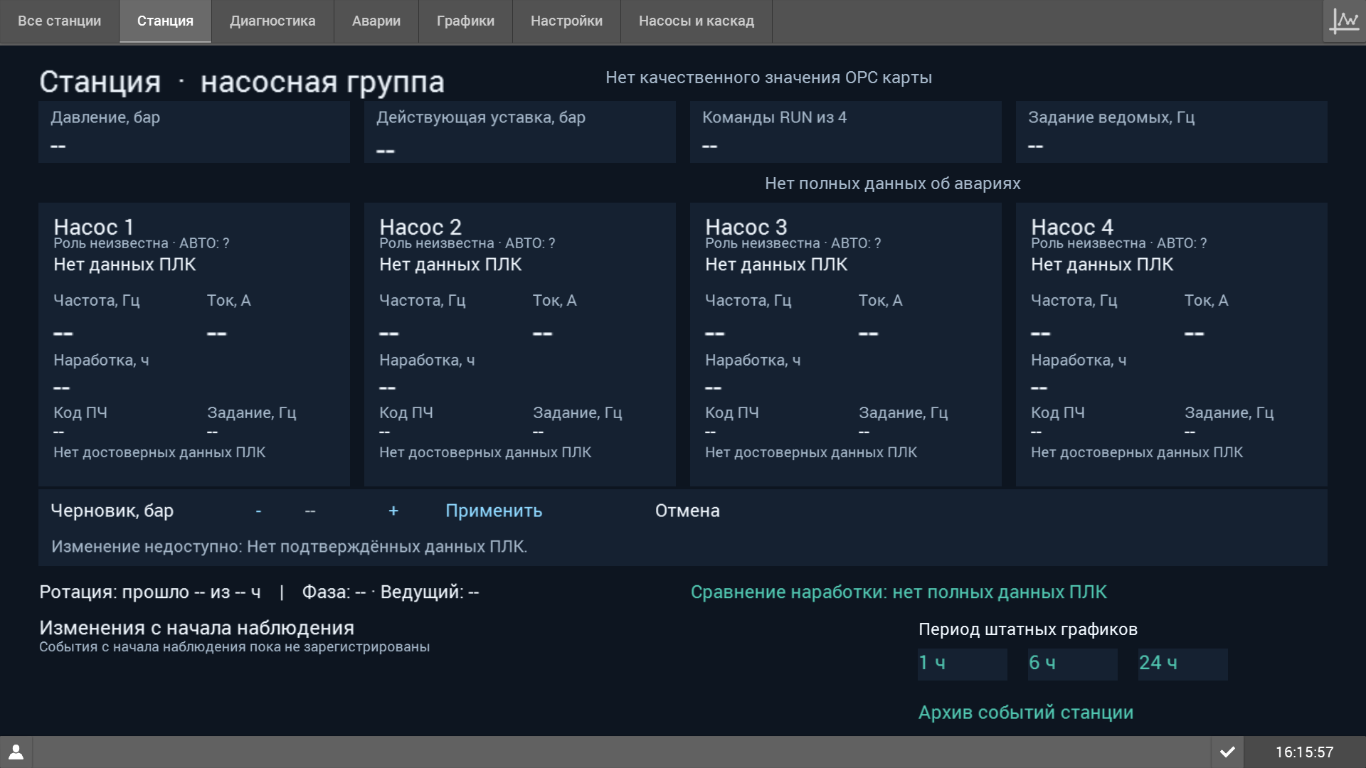 Все станции Станция Диагностика Аварии Графики Настройки Насосы и каскад
Станция · насосная группа
Нет качественного значения OPC карты
Давление, бар
--
Действующая уставка, бар
--
Команды RUN из 4
--
Задание ведомых, Гц
--
Нет полных данных об авариях
Насос 1
Роль неизвестна · АВТО: ?
Нет данных ПЛК
Частота, Гц Ток, А
-- --
Наработка, ч
--
Код ПЧ Задание, Гц
-- --
Нет достоверных данных ПЛК
Насос 2
Роль неизвестна · АВТО: ?
Нет данных ПЛК
Частота, Гц Ток, А
-- --
Наработка, ч
--
Код ПЧ Задание, Гц
-- --
Нет достоверных данных ПЛК
Насос 3
Роль неизвестна · АВТО: ?
Нет данных ПЛК
Частота, Гц Ток, А
-- --
Наработка, ч
--
Код ПЧ Задание, Гц
-- --
Нет достоверных данных ПЛК
Насос 4
Роль неизвестна · АВТО: ?
Нет данных ПЛК
Частота, Гц Ток, А
-- --
Наработка, ч
--
Код ПЧ Задание, Гц
-- --
Нет достоверных данных ПЛК
Черновик, бар - -- + Применить Отмена
Изменение недоступно: Нет подтверждённых данных ПЛК.
Ротация: прошло -- из -- ч | Фаза: -- · Ведущий: --
Сравнение наработки: нет полных данных ПЛК
Изменения с начала наблюдения
События с начала наблюдения пока не зарегистрированы
Период штатных графиков
1 ч 6 ч 24 ч
Архив событий станции
16:15:57